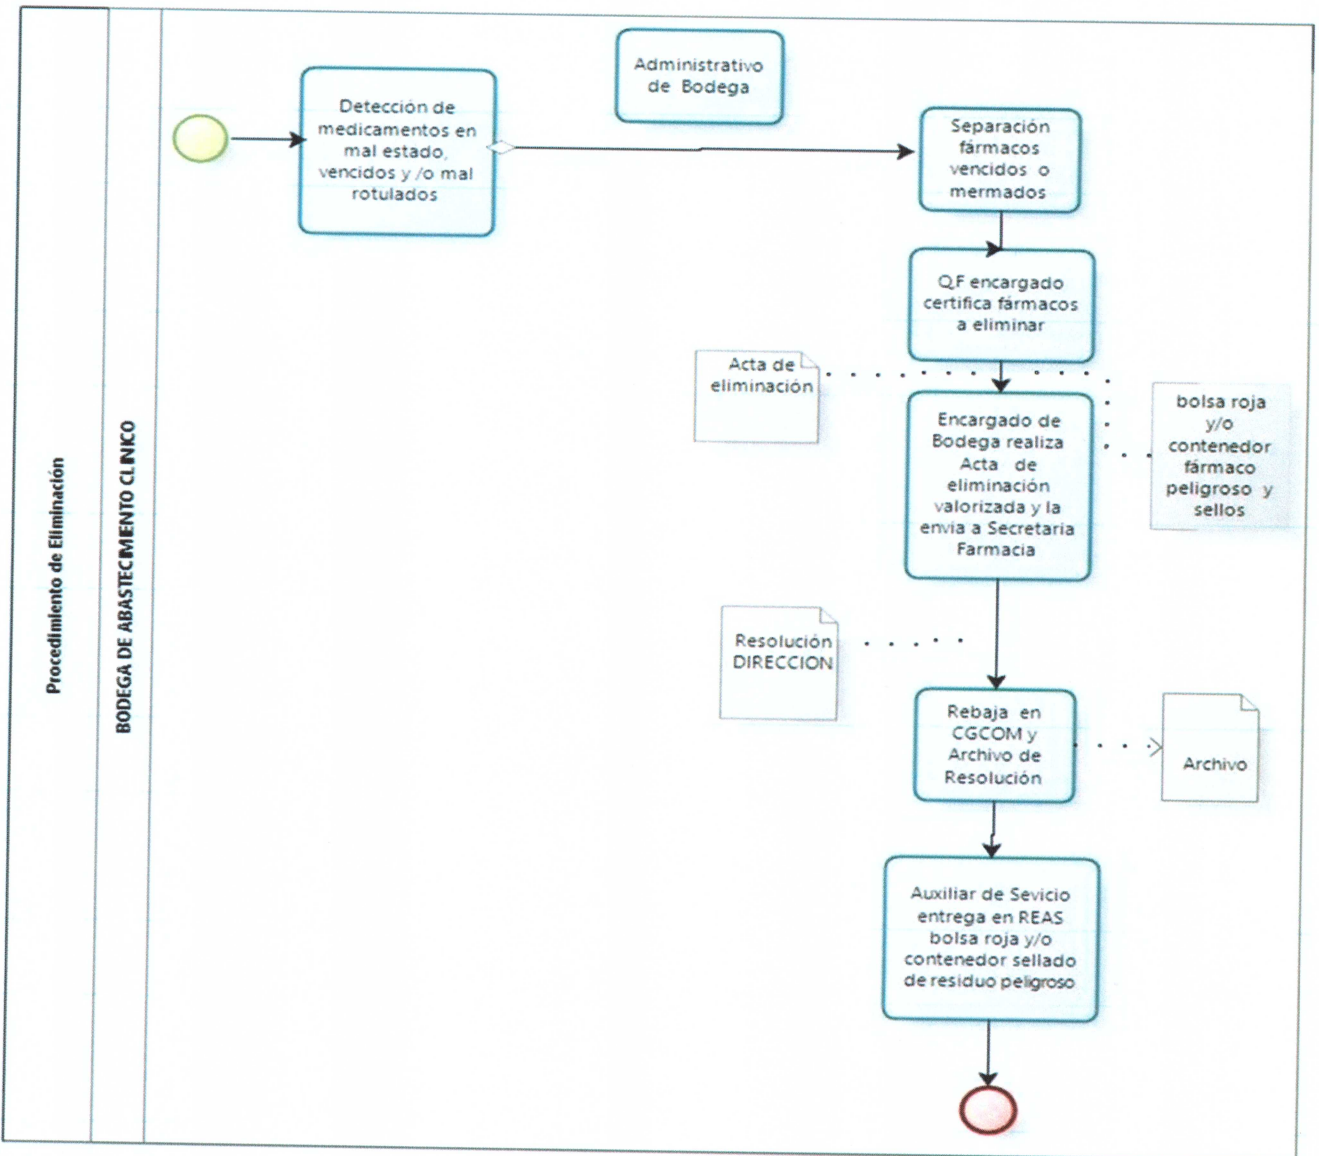 Procedimiento de Eliminación
BODEGA DE ABASTECIMIENTO CLINICO
Detección de
medicamentos en
mal estado,
vencidos y /o mal
rotulados
Administrativo
de Bodega
Separación
fármacos
vencidos o
mermados
QF encargado
certifica fármacos
a eliminar
Acta de
eliminación
Encargado de
Bodega realiza
Acta de
eliminación
valorizada y la
envia a Secretaria
Farmacia
bolsa roja
y/o
contenedor
fármaco
peligroso y
sellos
Resolución
DIRECCION
Rebaja en
CGCOM y
Archivo de
Resolución
Archivo
Auxiliar de Sevicio
entrega en REAS
bolsa roja y/o
contenedor sellado
de residuo peligroso